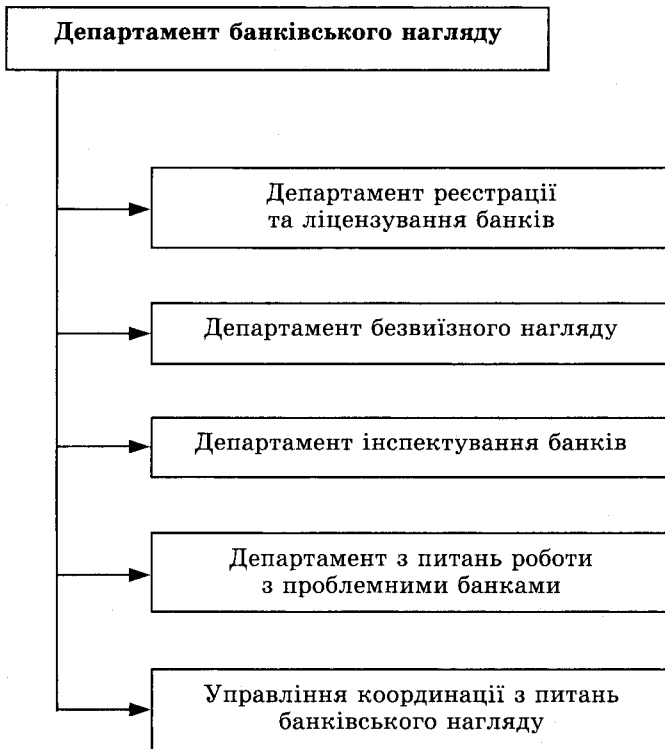 Департамент банківського нагляду
Департамент реєстрації
та ліцензування банків
Департамент безвиїзного нагляду
Департамент інспектування банків
Департамент з питань роботи
з проблемними банками
Управління координації з питань
банківського нагляду